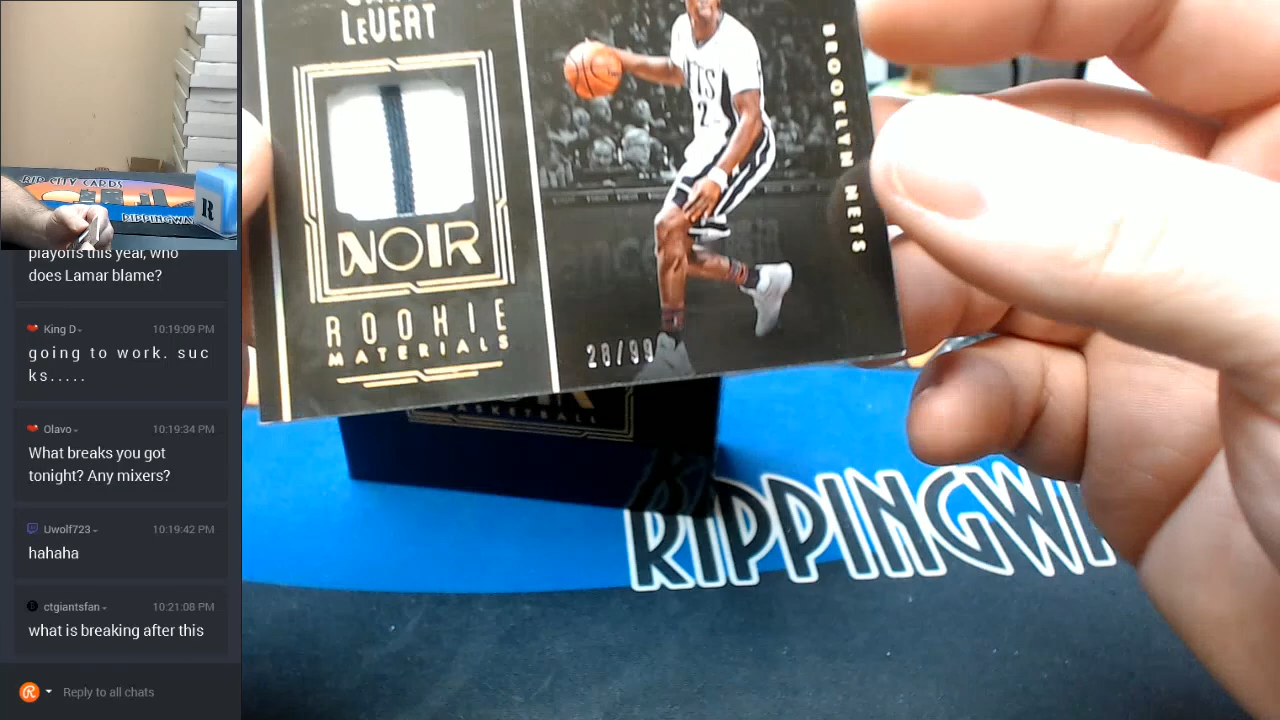 RIP CITY CARDS
R
playoffs this year, who
does Lamar blame?
King D
10:19:09 PM
going to work. suc
ks.....
Olavo
10:19:34 PM
What breaks you got
tonight? Any mixers?
Uwolf723
10:19:42 PM
hahaha
ctgiantsfan
10:21:08 PM
what is breaking after this
Reply to all chats
LEVERT
NOIR
ROOKIE
MATERIALS
BROOKLYN NETS
2
28/99
BASKETBALL